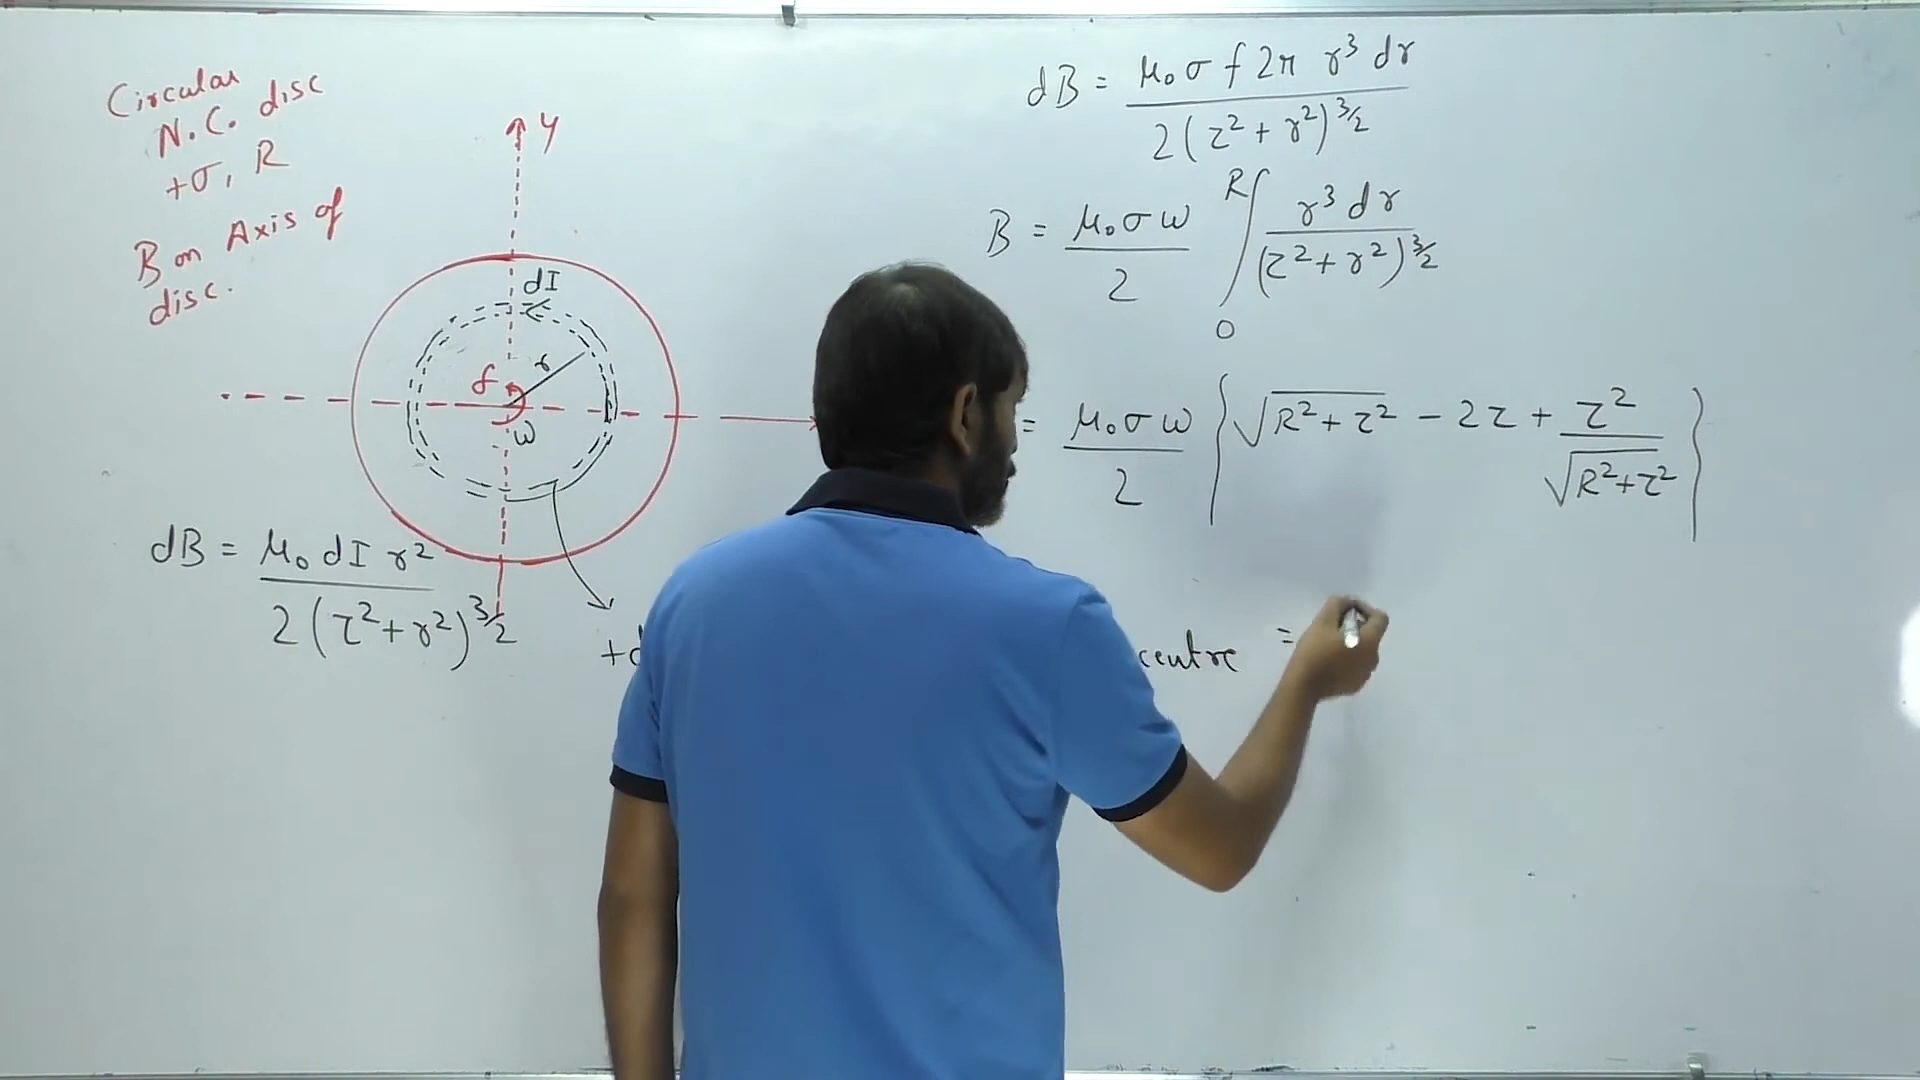 Circular
N.C. disc
+σ, R
B on Axis of
disc.
y
dI
r
f
ω
dB = μ₀ dI r² / 2(z²+r²)^3/2
+d
dB = μ₀ σ f 2π r³ dr / 2(z²+r²)^3/2
B = μ₀ σ ω / 2 ∫₀^R r³ dr / (z²+r²)^3/2
= μ₀ σ ω / 2 { √R²+z² - 2z + z² / √R²+z² }
centre =